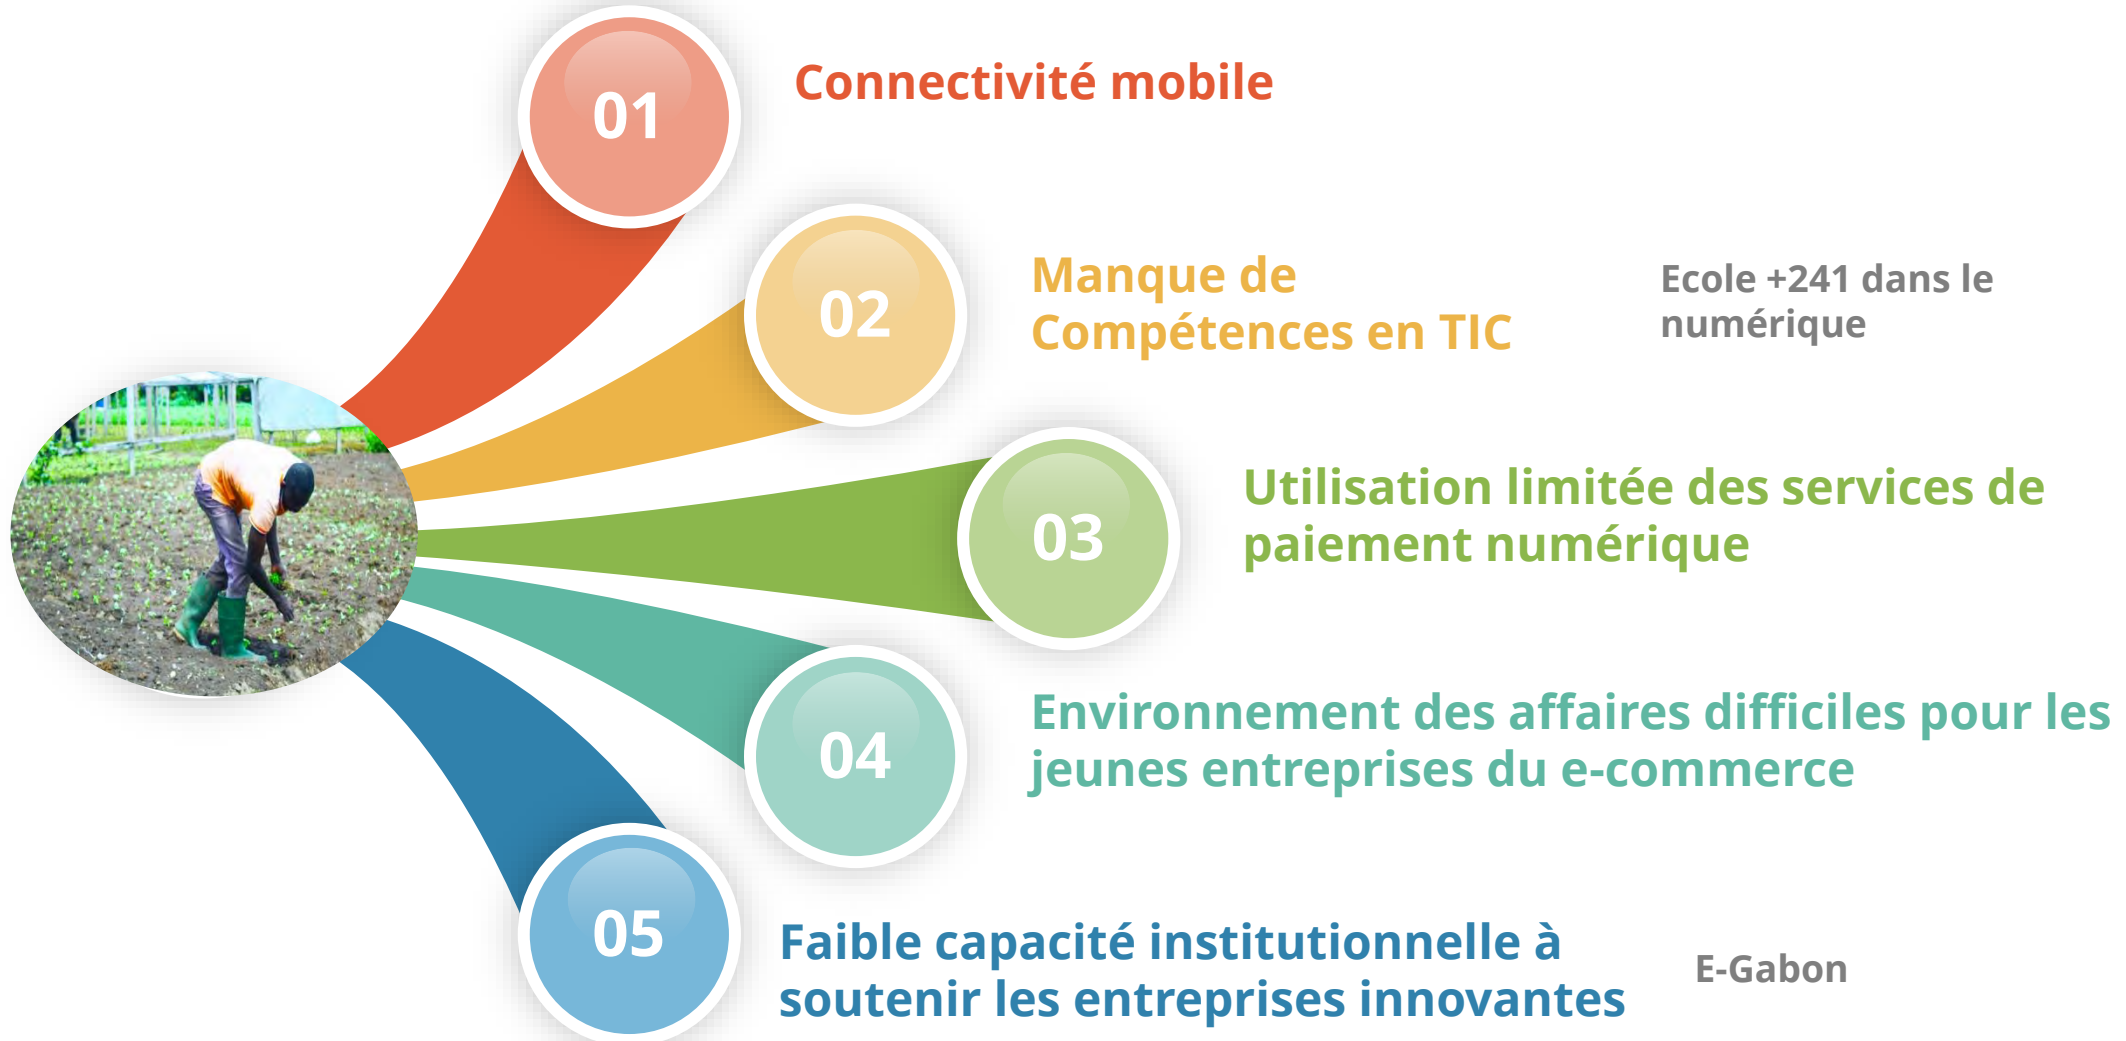 01
Connectivité mobile
02
Manque de
Compétences en TIC
Ecole +241 dans le
numérique
03
Utilisation limitée des services de
paiement numérique
04
Environnement des affaires difficiles pour les
jeunes entreprises du e-commerce
05
Faible capacité institutionnelle à
soutenir les entreprises innovantes
E-Gabon